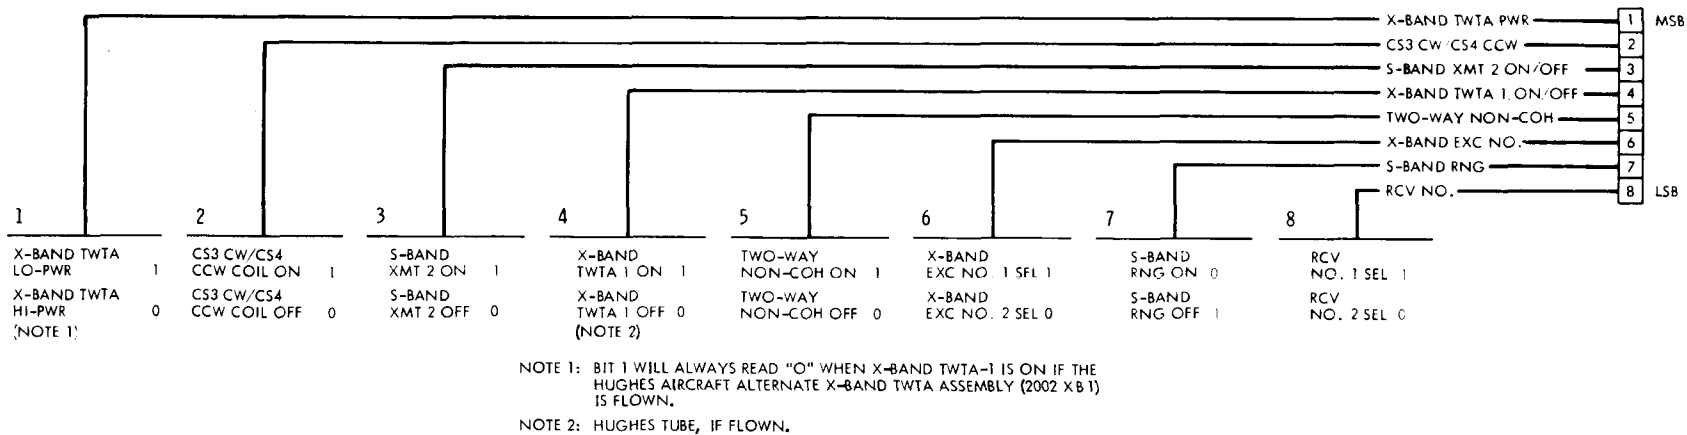 X-BAND TWTA PWR 1 MSB
CS3 CW/CS4 CCW 2
S-BAND XMT 2 ON/OFF 3
X-BAND TWTA 1 ON/OFF 4
TWO-WAY NON-COH 5
X-BAND EXC NO. 6
S-BAND RNG 7
RCV NO. 8 LSB
1 2 3 4 5 6 7 8
X-BAND TWTA
LO-PWR 1
X-BAND TWTA
HI-PWR 0
(NOTE 1)
CS3 CW/CS4
CCW COIL ON 1
CS3 CW/CS4
CCW COIL OFF 0
S-BAND
XMT 2 ON 1
S-BAND
XMT 2 OFF 0
X-BAND
TWTA 1 ON 1
X-BAND
TWTA 1 OFF 0
(NOTE 2)
TWO-WAY
NON-COH ON 1
TWO-WAY
NON-COH OFF 0
X-BAND
EXC NO. 1 SEL 1
X-BAND
EXC NO. 2 SEL 0
S-BAND
RNG ON 0
S-BAND
RNG OFF 1
RCV
NO. 1 SEL 1
RCV
NO. 2 SEL 0
NOTE 1: BIT 1 WILL ALWAYS READ "O" WHEN X-BAND TWTA-1 IS ON IF THE
HUGHES AIRCRAFT ALTERNATE X-BAND TWTA ASSEMBLY (2002 XB1)
IS FLOWN.
NOTE 2: HUGHES TUBE, IF FLOWN.